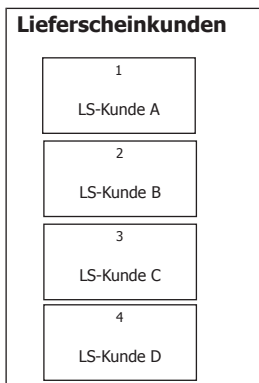 Lieferscheinkunden
1
LS-Kunde A
2
LS-Kunde B
3
LS-Kunde C
4
LS-Kunde D